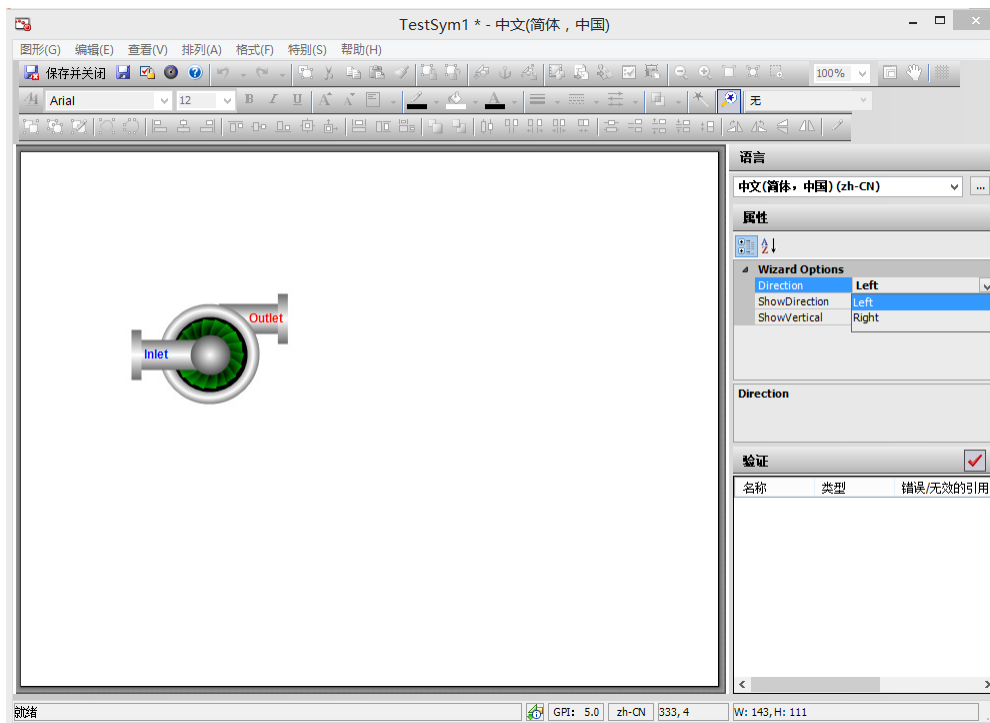 TestSym1 * - 中文(简体，中国)
图形(G) 编辑(E) 查看(V) 排列(A) 格式(F) 特别(S) 帮助(H)
保存并关闭 100%
Arial 12 B I U A A A 无
语言
中文(简体，中国) (zh-CN) ...
属性
Wizard Options
Direction Left
ShowDirection Left
ShowVertical Right
Outlet
Inlet
Direction
验证
名称 类型 错误/无效的引用
就绪 GPI: 5.0 zh-CN 333, 4 W: 143, H: 111